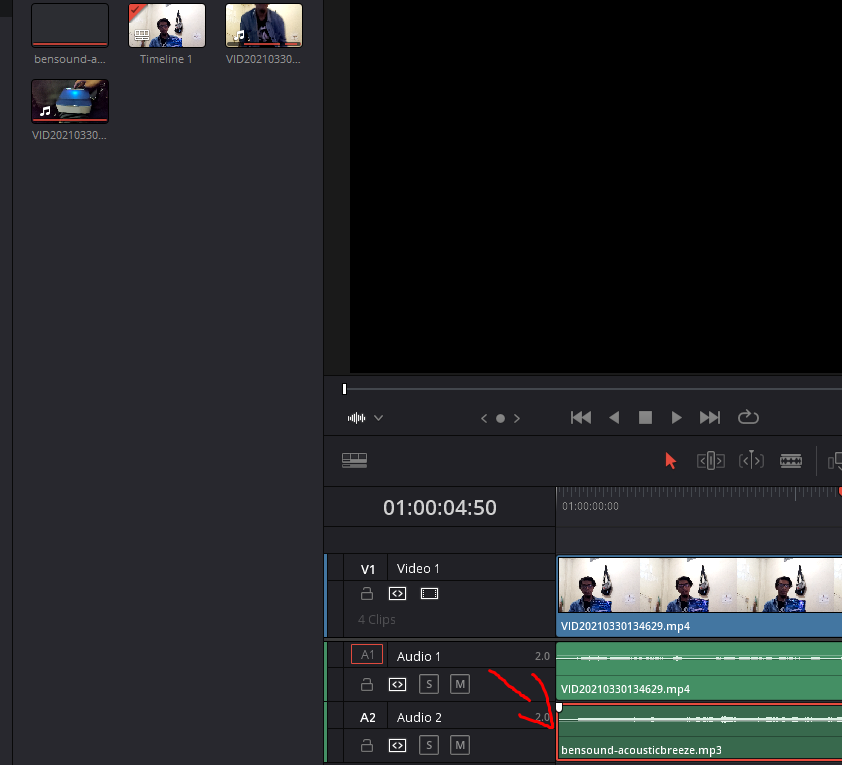 bensound-a...
Timeline 1
VID20210330...
VID20210330...
01:00:04:50
01:00:00:00
V1
Video 1
4 Clips
VID20210330134629.mp4
A1
Audio 1
2.0
S
M
VID20210330134629.mp4
A2
Audio 2
2.0
S
M
bensound-acousticbreeze.mp3